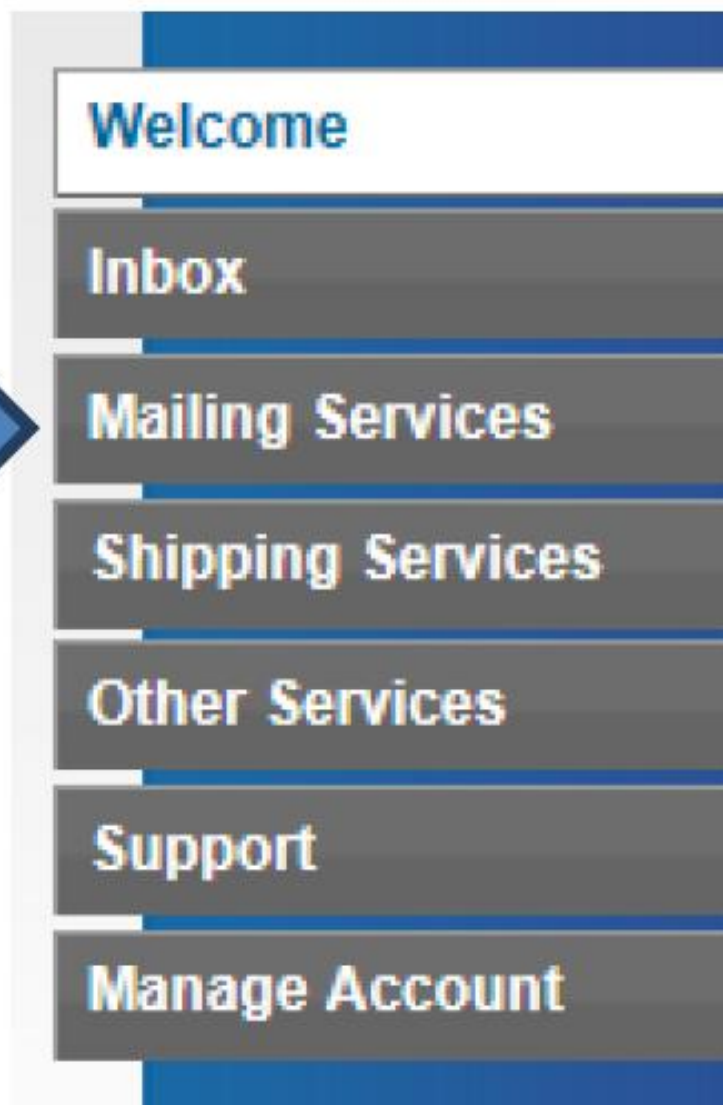 Welcome
Inbox
Mailing Services
Shipping Services
Other Services
Support
Manage Account